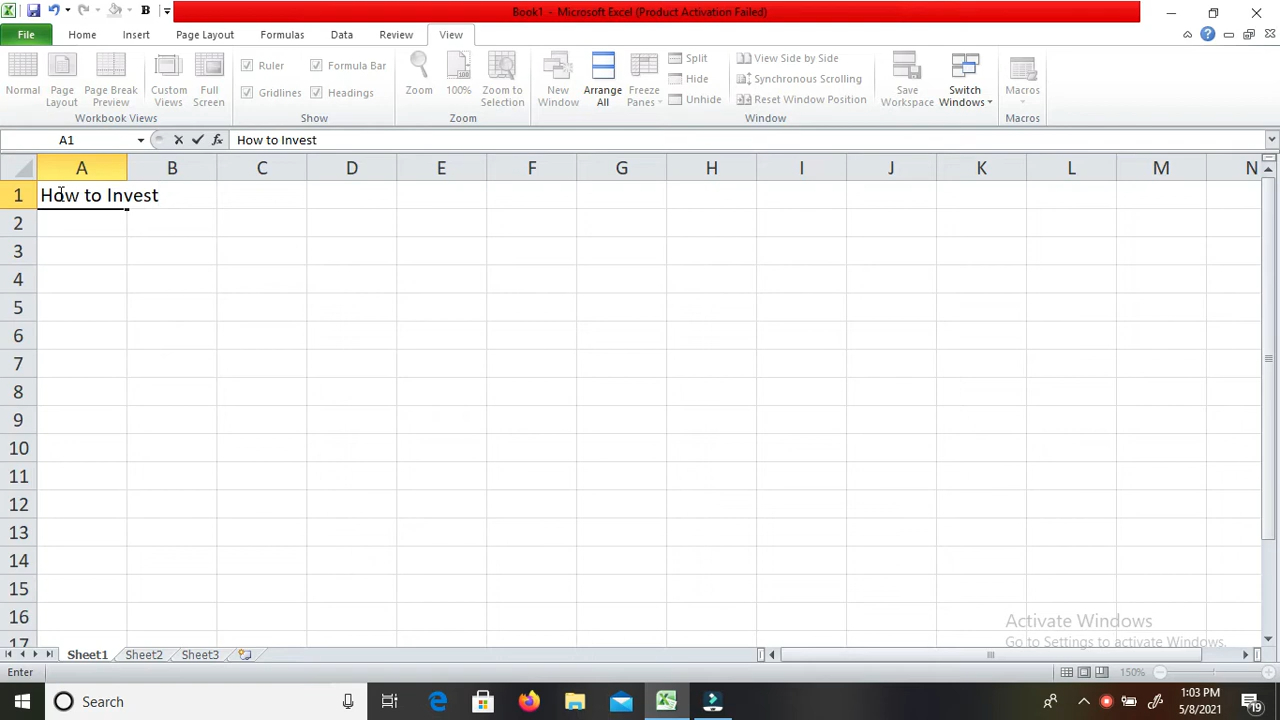 Book1 - Microsoft Excel (Product Activation Failed)
File Home Insert Page Layout Formulas Data Review View
Normal Page Layout Page Break Preview Custom Views Full Screen
Workbook Views
Ruler Formula Bar
Gridlines Headings
Show
Zoom 100% Zoom to Selection
Zoom
New Window Arrange All Freeze Panes
Split
Hide
Unhide
View Side by Side
Synchronous Scrolling
Reset Window Position
Save Workspace Switch Windows
Window
Macros
Macros
A1 fx How to Invest
A B C D E F G H I J K L M N
1 How to Invest
2
3
4
5
6
7
8
9
10
11
12
13
14
15
16
17
Activate Windows
Go to Settings to activate Windows.
Sheet1 Sheet2 Sheet3
Enter 150%
Search
1:03 PM
5/8/2021
19